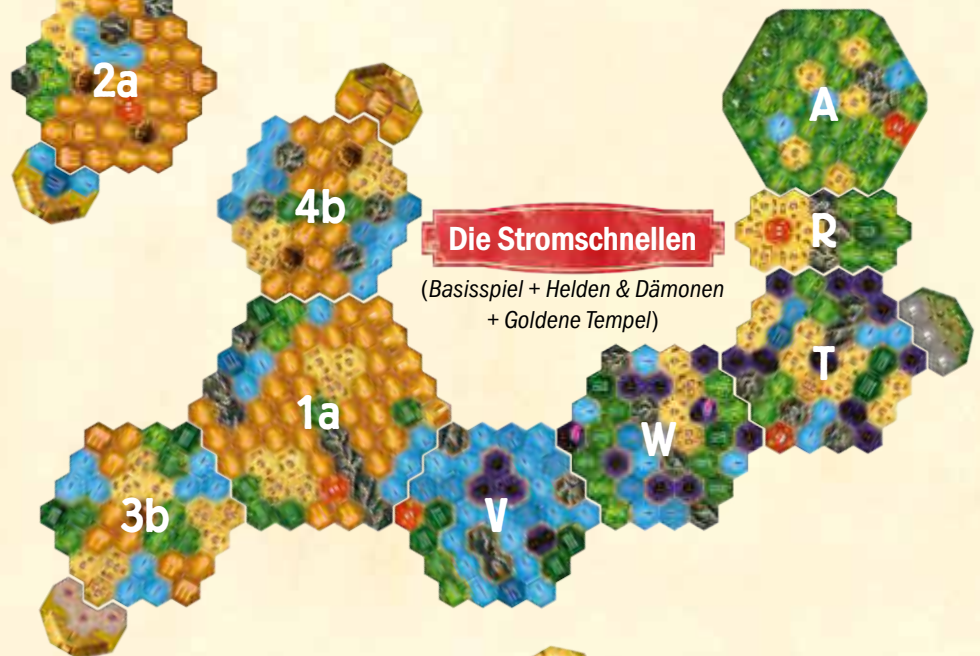 2a
A
4b
R
Die Stromschnellen
(Basisspiel + Helden & Dämonen
+ Goldene Tempel)
T
1a
W
3b
V